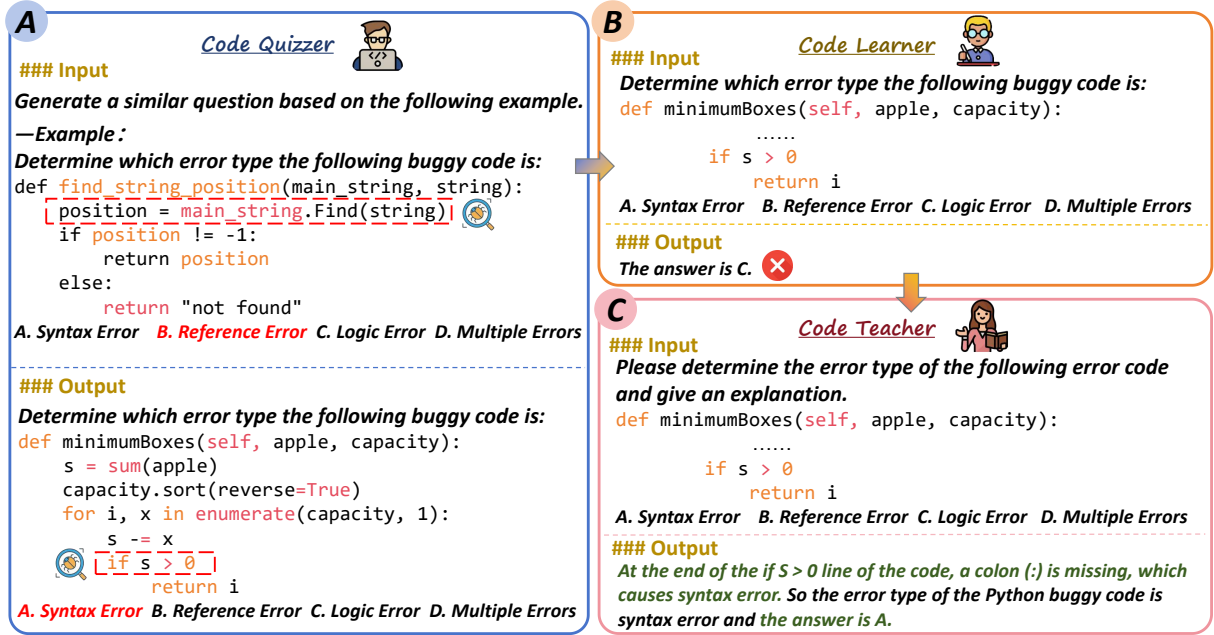 A
Code Quizzer
### Input
Generate a similar question based on the following example.
—Example：
Determine which error type the following buggy code is:
def find_string_position(main_string, string):
position = main_string.Find(string)
if position != -1:
return position
else:
return "not found"
A. Syntax Error B. Reference Error C. Logic Error D. Multiple Errors
### Output
Determine which error type the following buggy code is:
def minimumBoxes(self, apple, capacity):
s = sum(apple)
capacity.sort(reverse=True)
for i, x in enumerate(capacity, 1):
s -= x
if s > 0
return i
A. Syntax Error B. Reference Error C. Logic Error D. Multiple Errors
B
Code Learner
### Input
Determine which error type the following buggy code is:
def minimumBoxes(self, apple, capacity):
......
if s > 0
return i
A. Syntax Error B. Reference Error C. Logic Error D. Multiple Errors
### Output
The answer is C.
C
Code Teacher
### Input
Please determine the error type of the following error code
and give an explanation.
def minimumBoxes(self, apple, capacity):
......
if s > 0
return i
A. Syntax Error B. Reference Error C. Logic Error D. Multiple Errors
### Output
At the end of the if S > 0 line of the code, a colon (:) is missing, which
causes syntax error. So the error type of the Python buggy code is
syntax error and the answer is A.